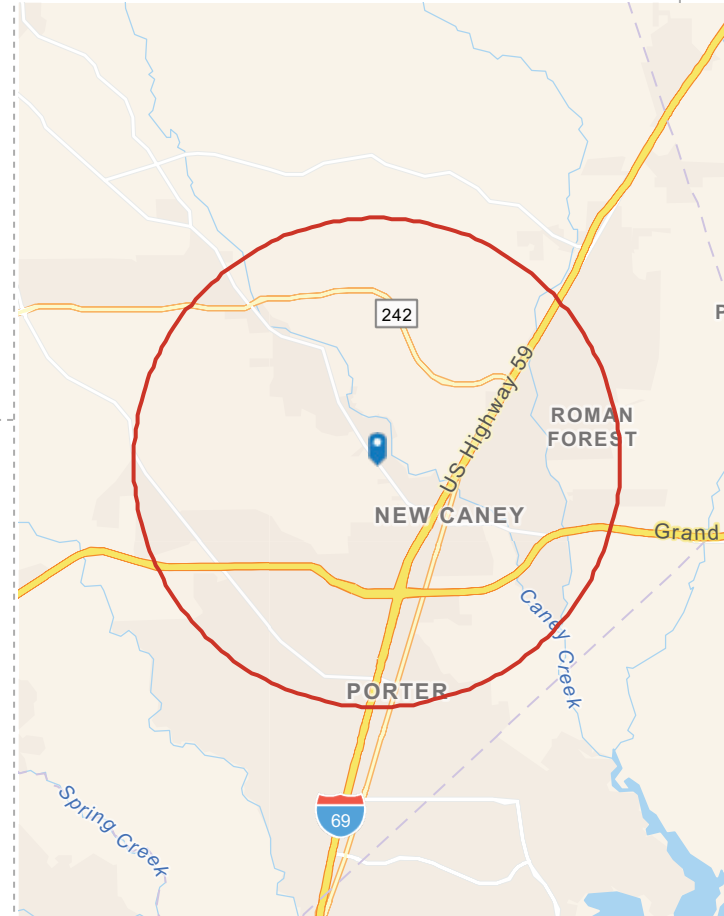 242
P
US Highway 59
ROMAN
FOREST
NEW CANEY
Grand
Caney Creek
PORTER
69
Spring Creek